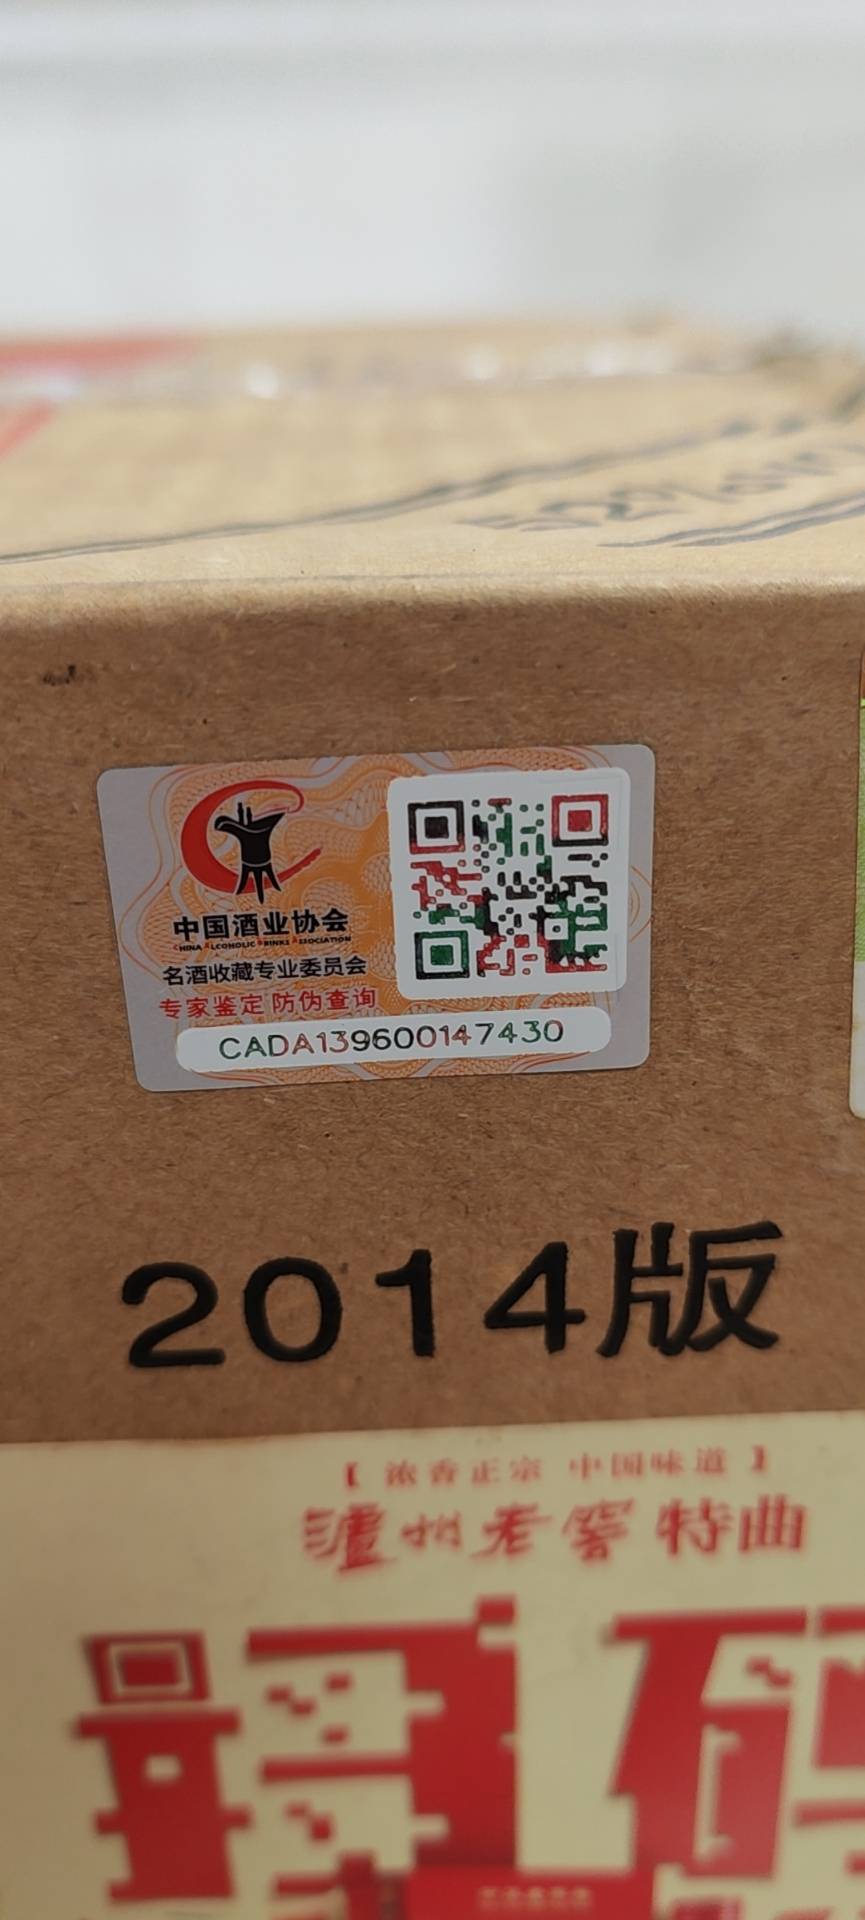 52%vol
中国酒业协会
CHINA ALCOHOLIC DRINKS ASSOCIATION
名酒收藏专业委员会
专家鉴定 防伪查询
CADA139600147430
2014版
【 浓香正宗 中国味道 】
泸州老窖 特曲